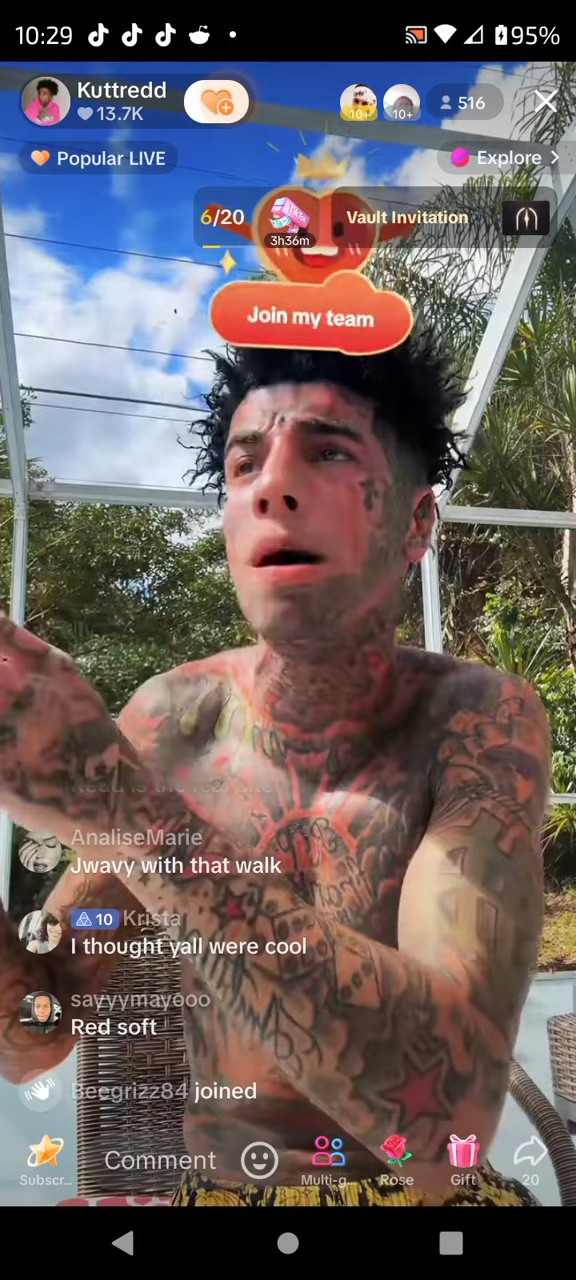 10:29
95%
Kuttredd
13.7K
10+
10+
516
Popular LIVE
Explore
6/20
3h36m
Vault Invitation
Join my team
AnaliseMarie
Jwavy with that walk
10 Krista
I thought yall were cool
sayyymayooo
Red soft
Beegrizz84 joined
Comment
Subscr...
Multi-g...
Rose
Gift
20